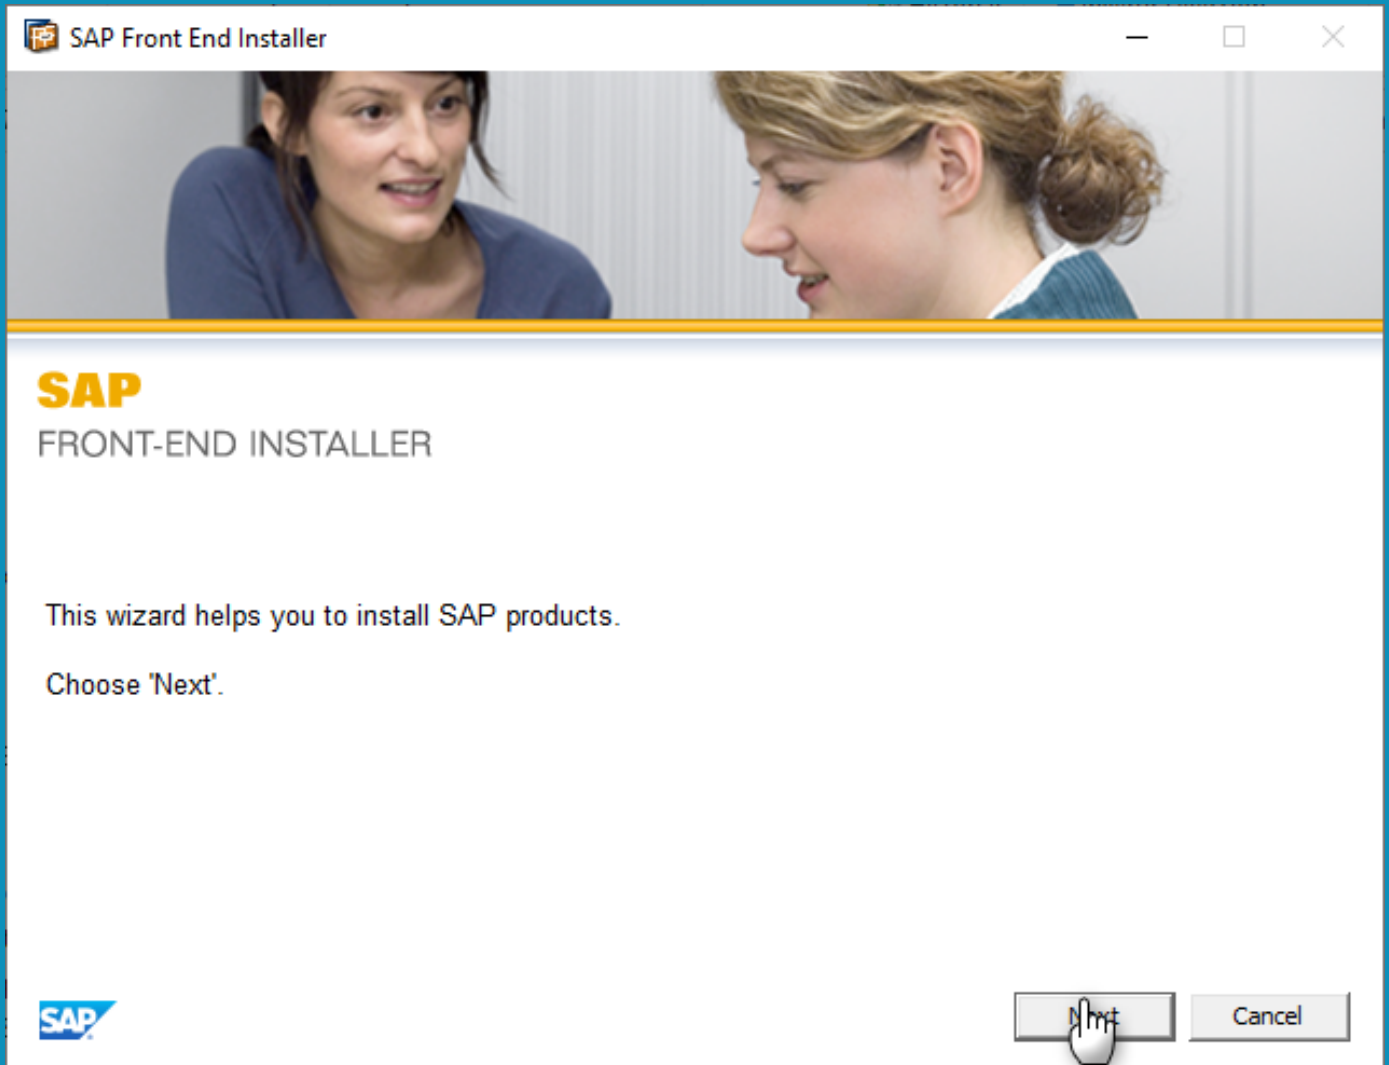 SAP Front End Installer
SAP
FRONT-END INSTALLER
This wizard helps you to install SAP products.
Choose 'Next'.
SAP
Next
Cancel